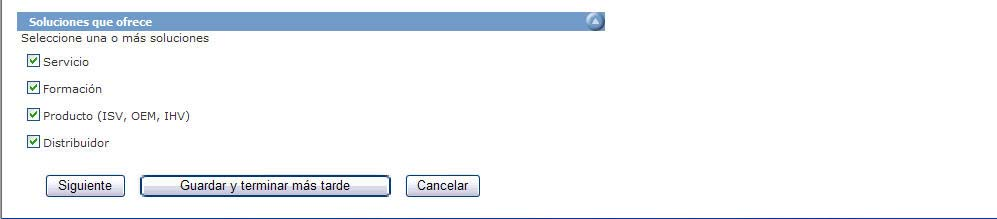 Soluciones que ofrece
Seleccione una o más soluciones
Servicio
Formación
Producto (ISV, OEM, IHV)
Distribuidor
Siguiente Guardar y terminar más tarde Cancelar